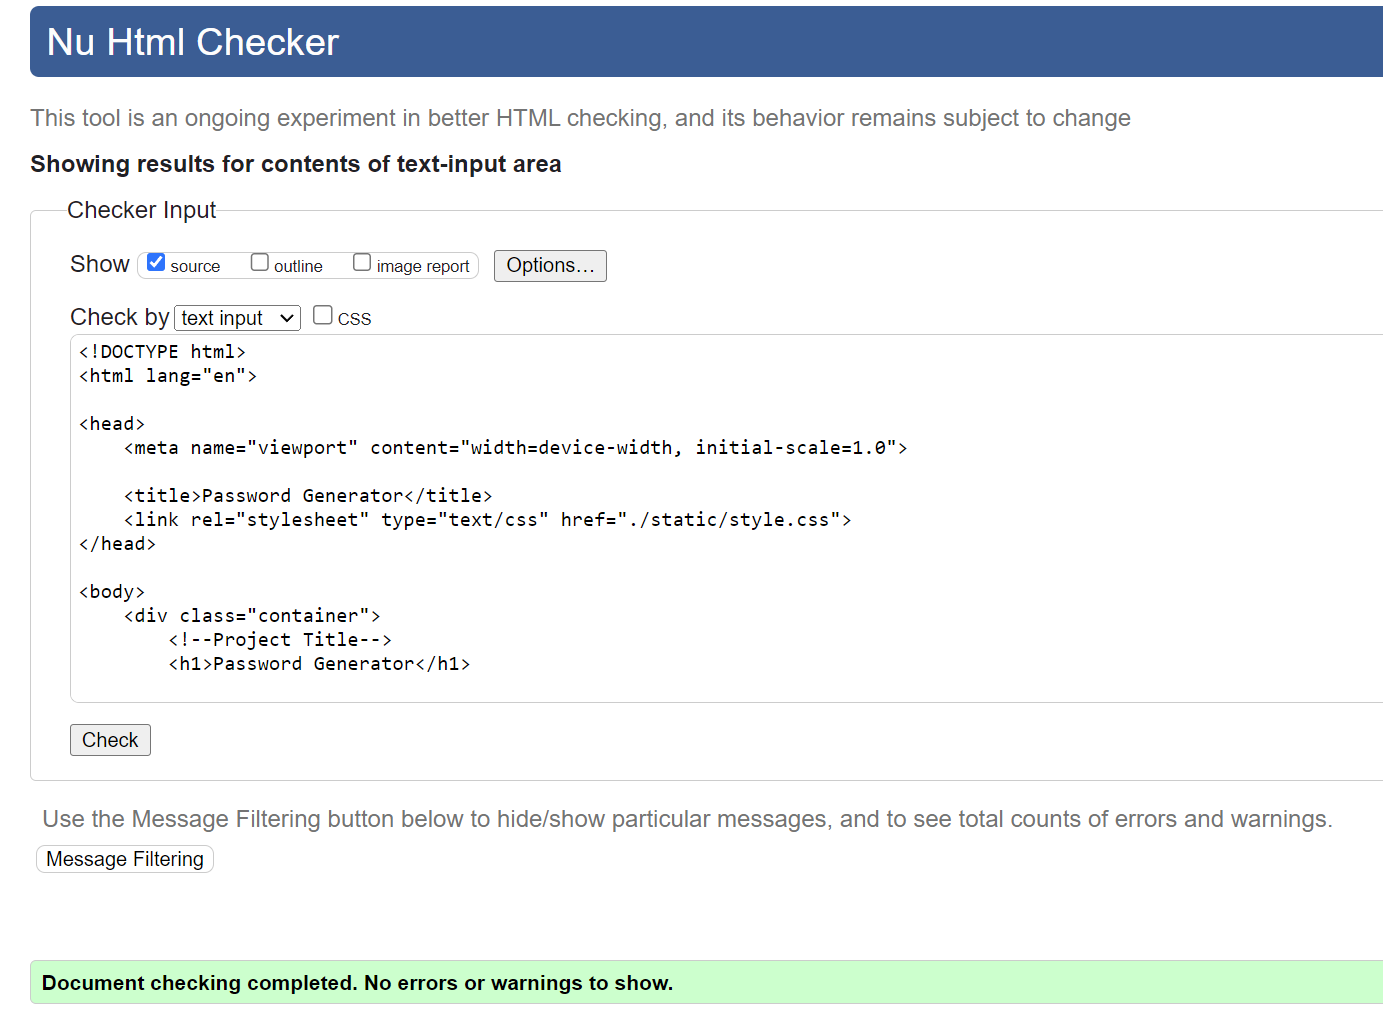 Nu Html Checker
This tool is an ongoing experiment in better HTML checking, and its behavior remains subject to change
Showing results for contents of text-input area
Checker Input
Show source outline image report Options...
Check by text input CSS
<!DOCTYPE html>
<html lang="en">
<head>
    <meta name="viewport" content="width=device-width, initial-scale=1.0">
    <title>Password Generator</title>
    <link rel="stylesheet" type="text/css" href="./static/style.css">
</head>
<body>
    <div class="container">
        <!--Project Title-->
        <h1>Password Generator</h1>
Check
Use the Message Filtering button below to hide/show particular messages, and to see total counts of errors and warnings.
Message Filtering
Document checking completed. No errors or warnings to show.